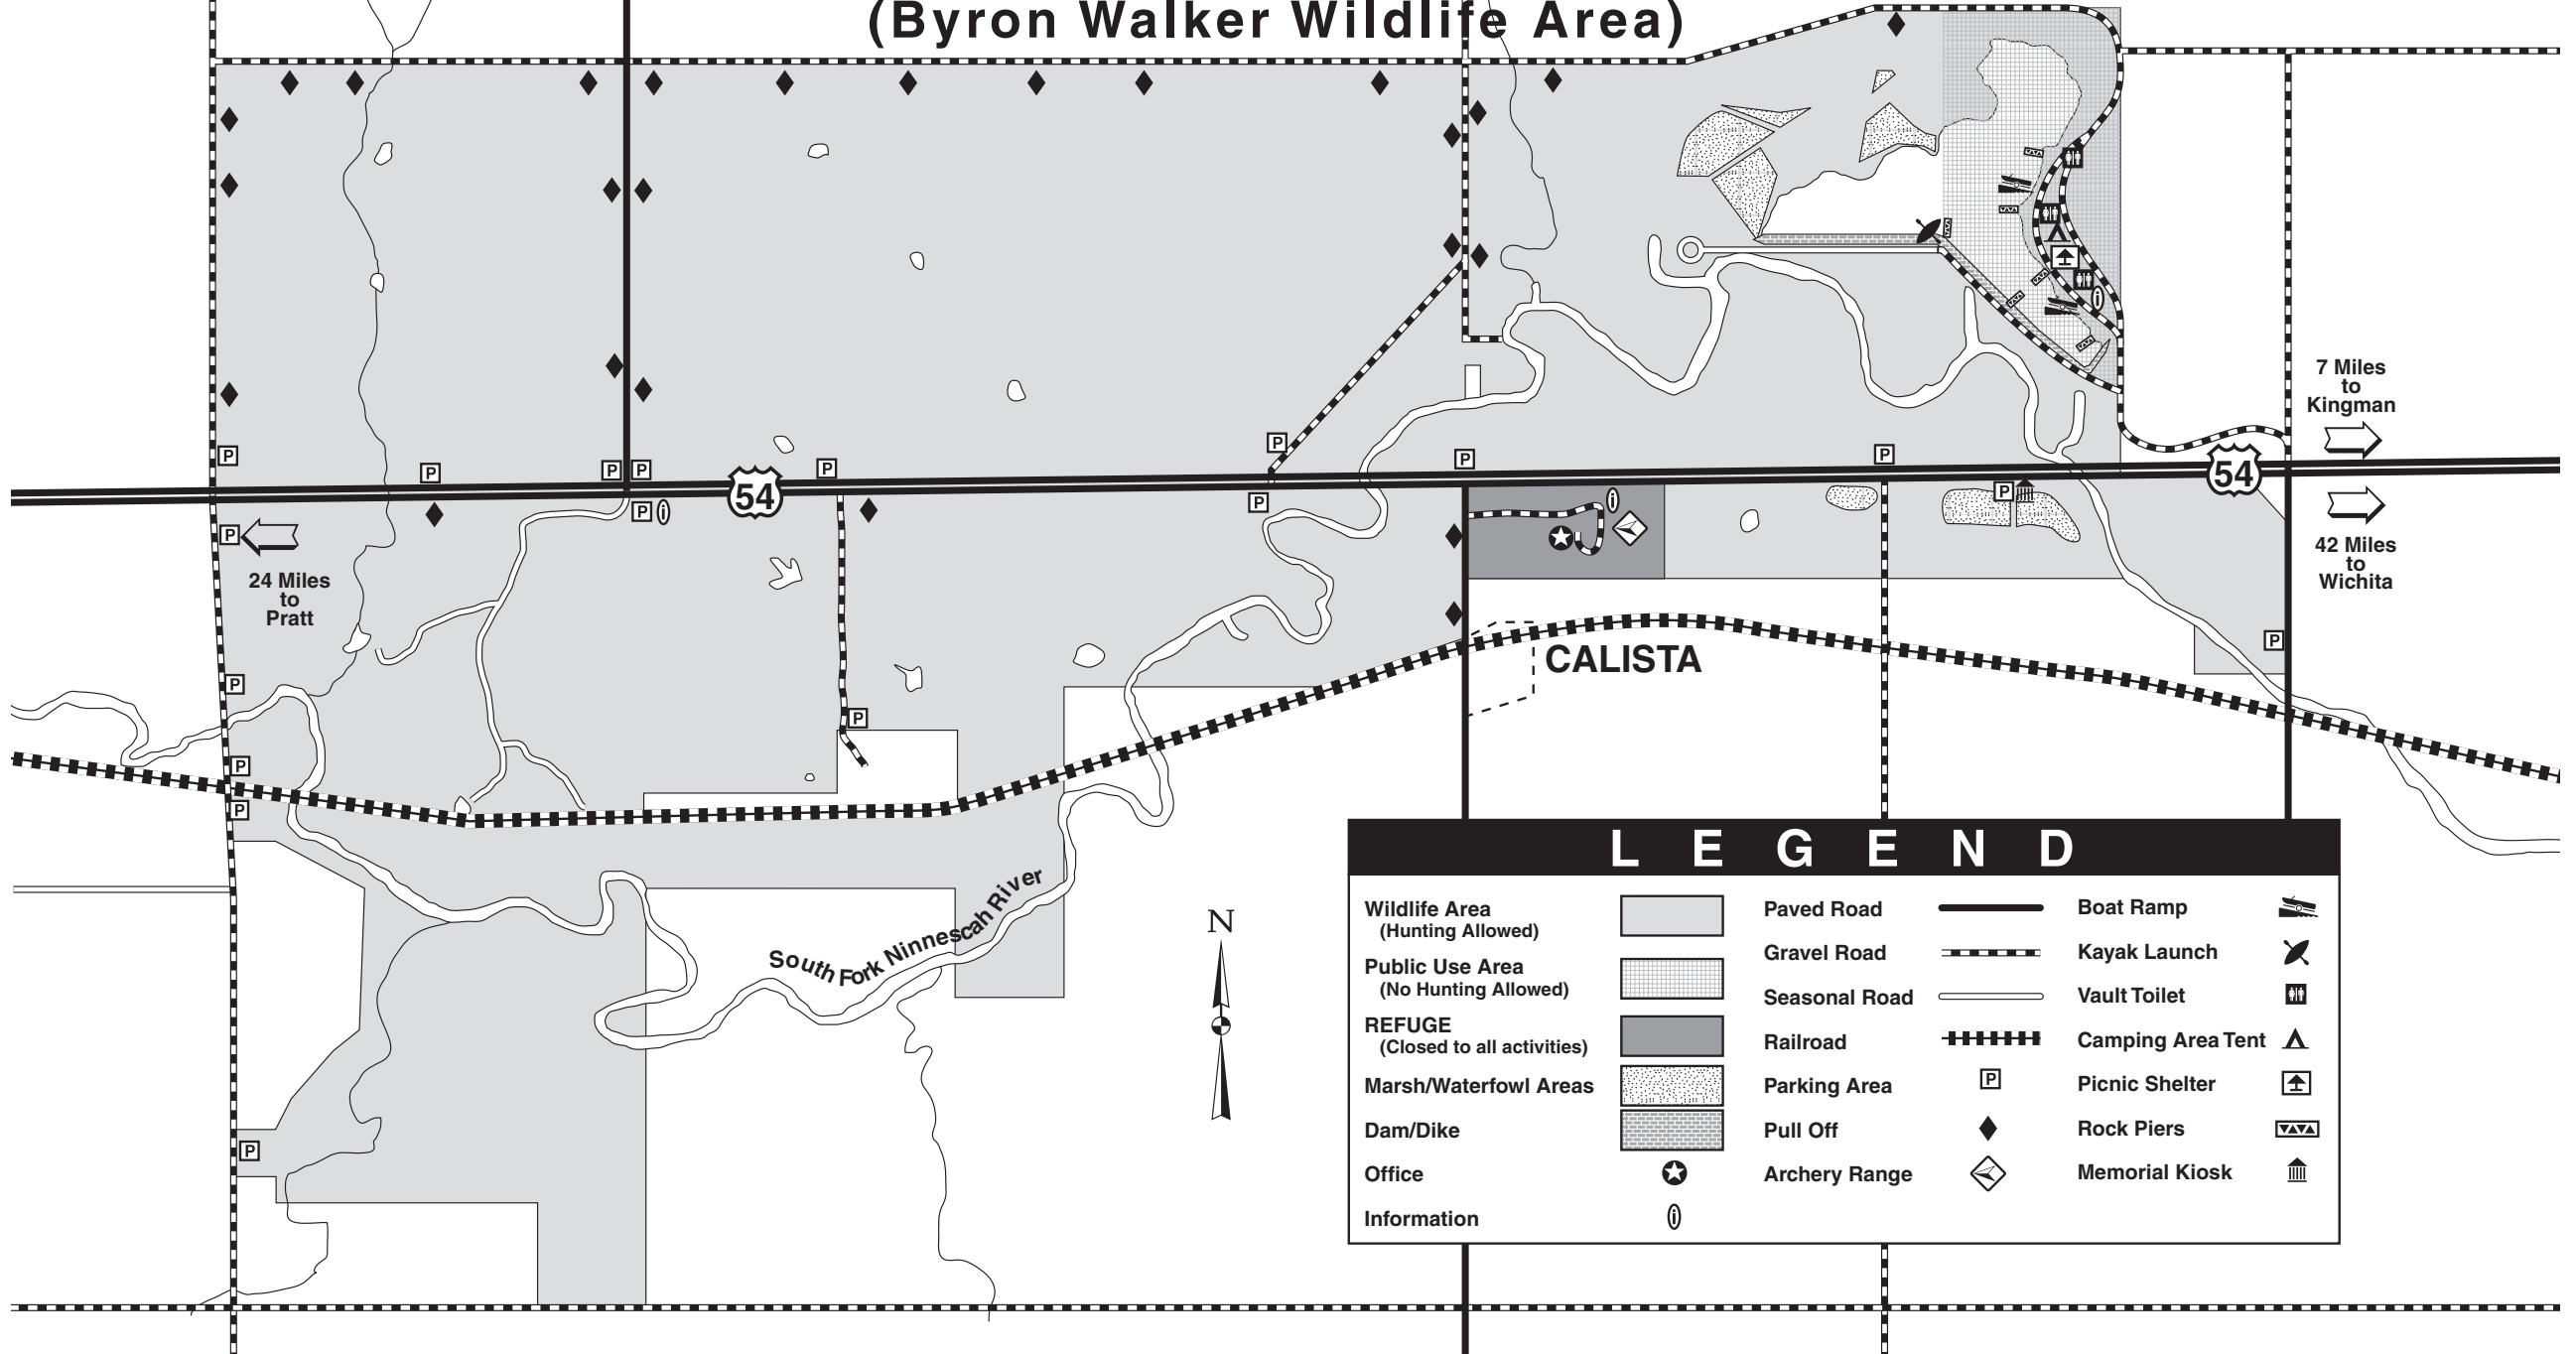 (Byron Walker Wildlife Area)
7 Miles
to
Kingman
P
P
P
P
P
P
P
P
54
54
P
P
i
P
i
P
P
42 Miles
to
Wichita
24 Miles
to
Pratt
P
CALISTA
P
P
P
P
South Fork Ninnescah River
N
P
LEGEND
Wildlife Area
(Hunting Allowed)
Public Use Area
(No Hunting Allowed)
REFUGE
(Closed to all activities)
Marsh/Waterfowl Areas
Dam/Dike
Office
Information
i
Paved Road
Gravel Road
Seasonal Road
Railroad
Parking Area
P
Pull Off
Archery Range
Boat Ramp
Kayak Launch
Vault Toilet
Camping Area Tent
Picnic Shelter
Rock Piers
Memorial Kiosk